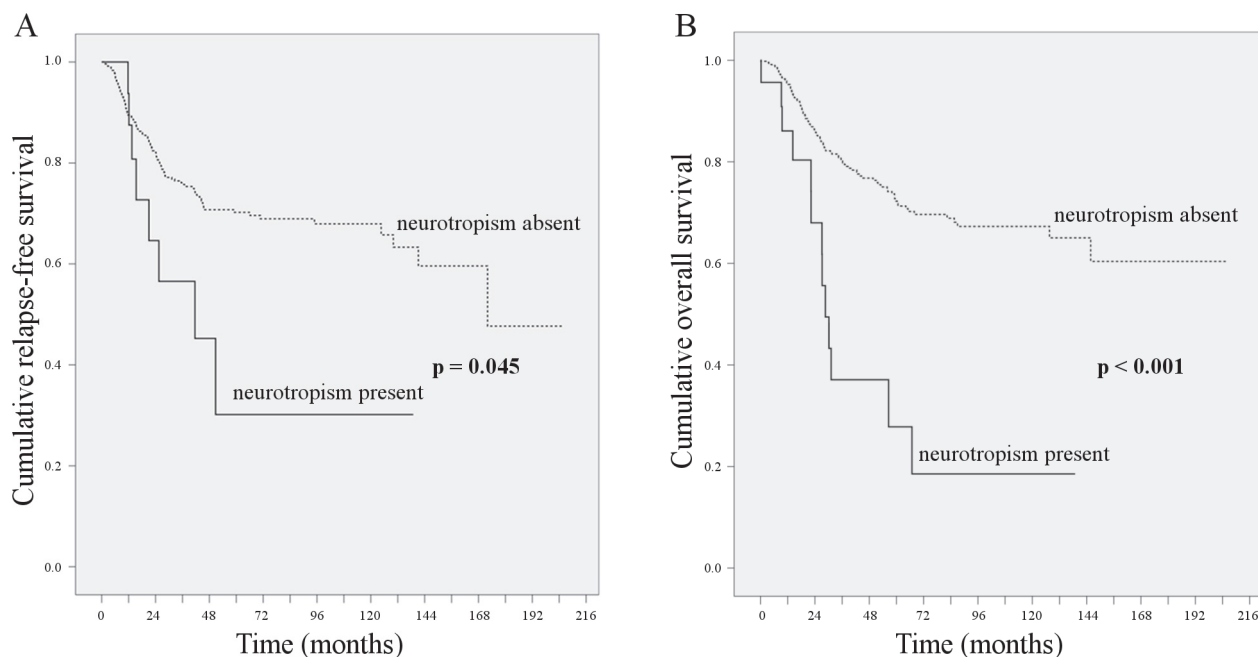 A
Cumulative relapse-free survival
1.0
0.8
0.6
0.4
0.2
0.0
neurotropism absent
p = 0.045
neurotropism present
0 24 48 72 96 120 144 168 192 216
Time (months)
B
Cumulative overall survival
1.0
0.8
0.6
0.4
0.2
0.0
neurotropism absent
p < 0.001
neurotropism present
0 24 48 72 96 120 144 168 192 216
Time (months)